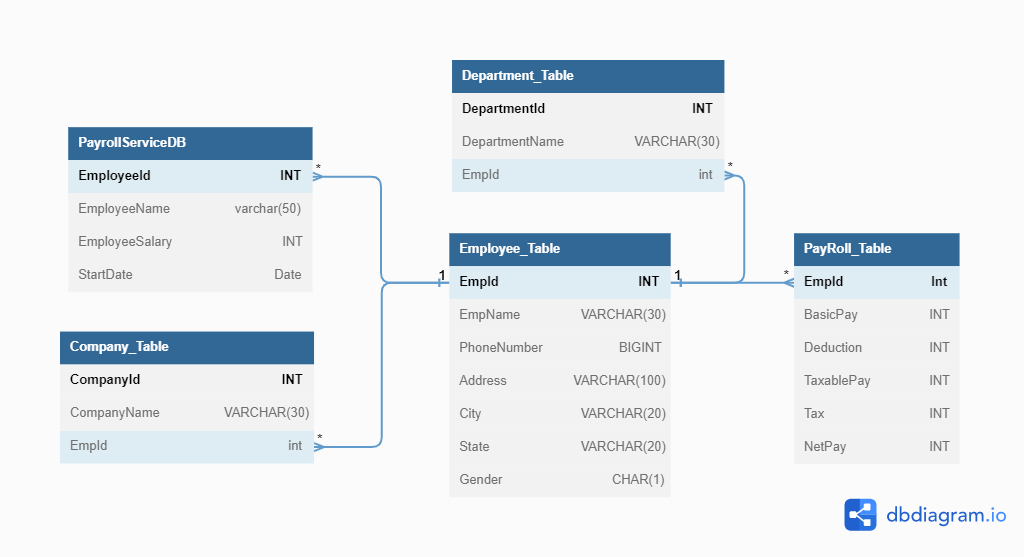 Department_Table
DepartmentId INT
DepartmentName VARCHAR(30)
EmpId int
*
PayrollServiceDB
EmployeeId INT
*
EmployeeName varchar(50)
EmployeeSalary INT
StartDate Date
Employee_Table
1 EmpId INT 1
EmpName VARCHAR(30)
PhoneNumber BIGINT
Address VARCHAR(100)
City VARCHAR(20)
State VARCHAR(20)
Gender CHAR(1)
PayRoll_Table
* EmpId Int
BasicPay INT
Deduction INT
TaxablePay INT
Tax INT
NetPay INT
Company_Table
CompanyId INT
CompanyName VARCHAR(30)
EmpId int
*
dbdiagram.io